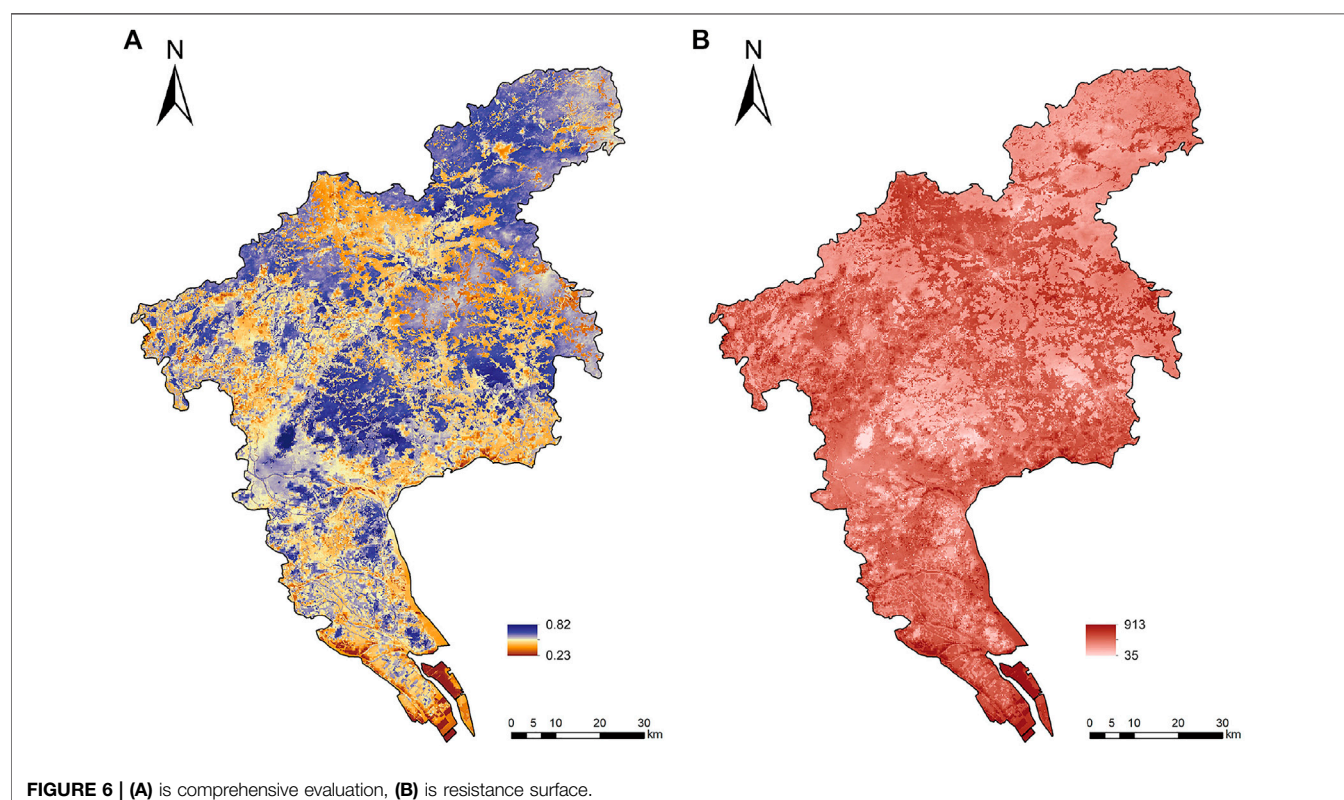 A
B
N
N
0.82
0.23
913
35
0 5 10 20 30
km
0 5 10 20 30
km
FIGURE 6 | (A) is comprehensive evaluation, (B) is resistance surface.